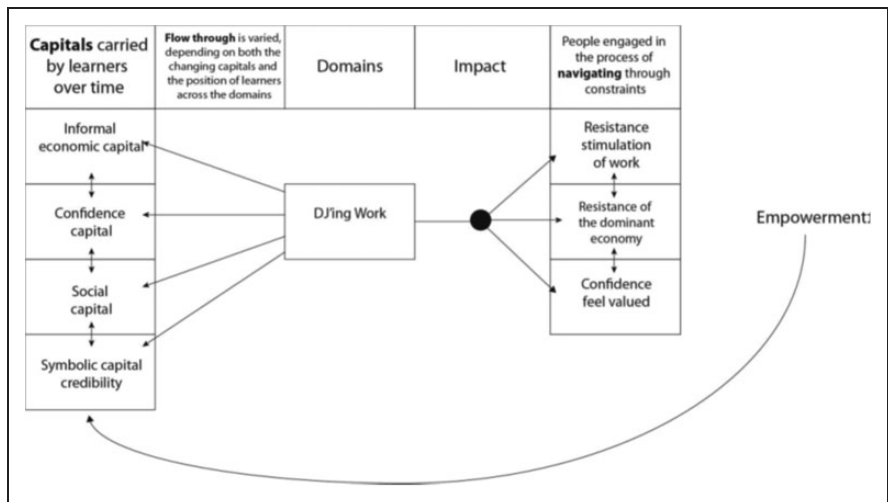 Capitals carried
by learners
over time
Flow through is varied,
depending on both the
changing capitals and
the position of learners
across the domains
Domains
Impact
People engaged in
the process of
navigating through
constraints
Informal
economic capital
Confidence
capital
Social
capital
Symbolic capital
credibility
DJ'ing Work
Resistance
stimulation
of work
Resistance of
the dominant
economy
Confidence
feel valued
Empowerment: